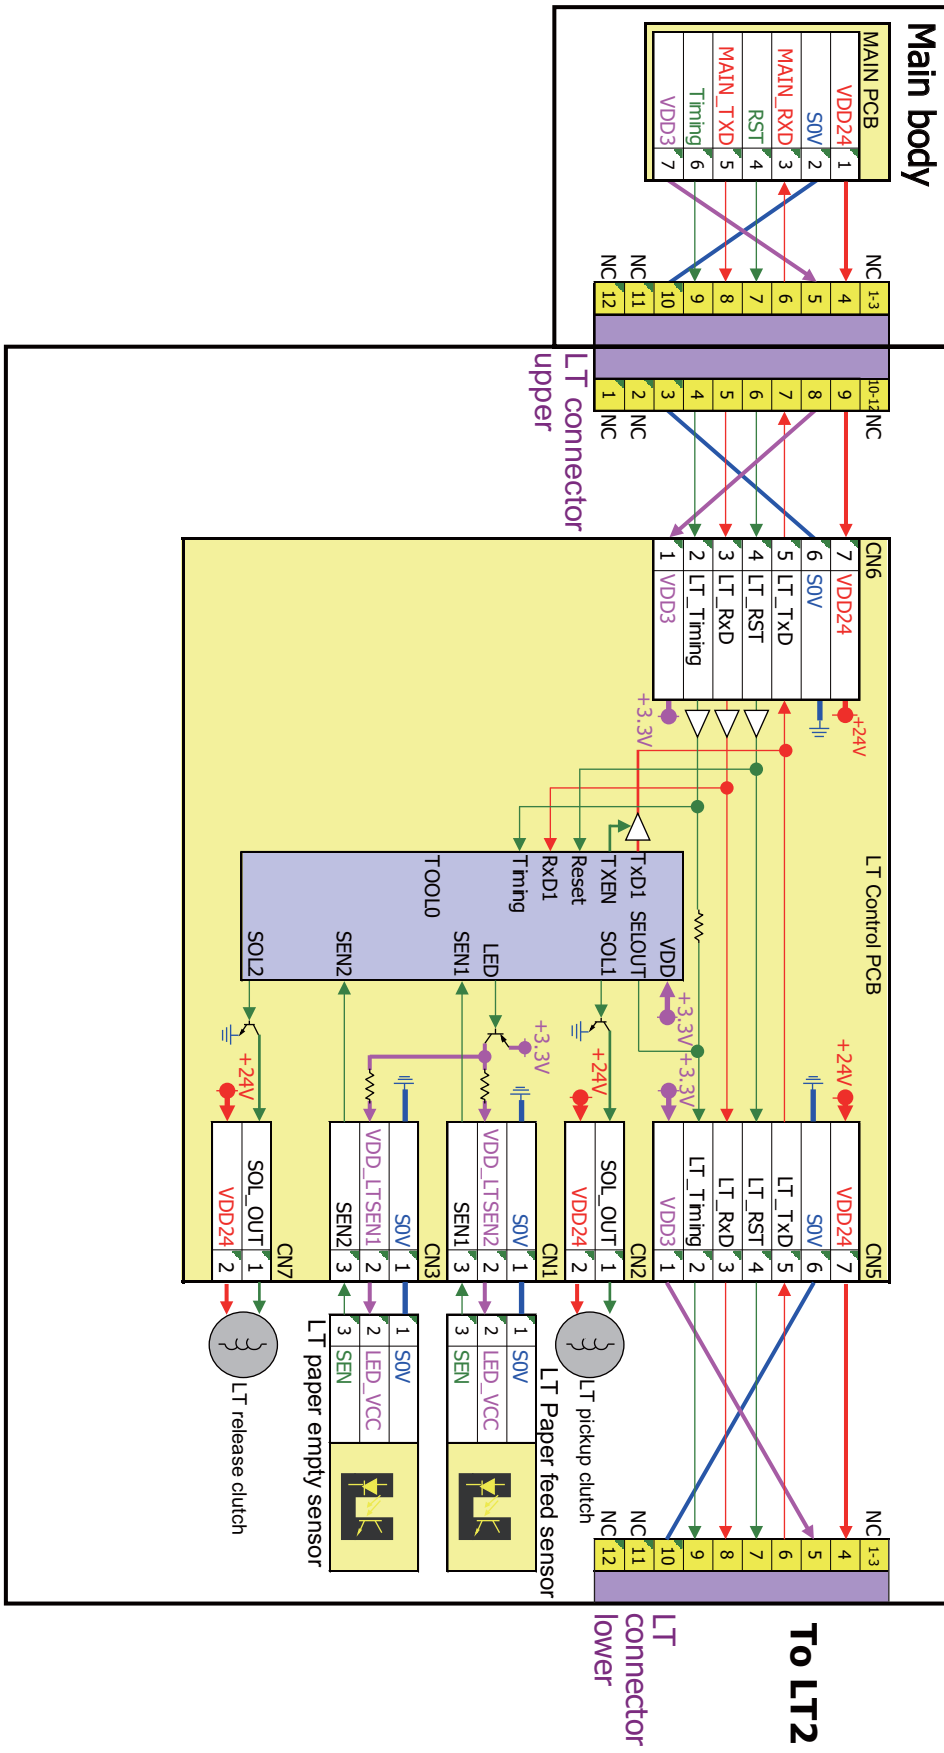 Main body
MAIN PCB
VDD24 1
S0V 2
MAIN_RXD 3
RST 4
MAIN_TXD 5
Timing 6
VDD3 7
NC 1-3
4
5
6
7
8
9
10
NC 11
NC 12
10-12 NC
9
8
7
6
5
4
3
2 NC
1 NC
LT connector
upper
CN6
7 VDD24
6 S0V
5 LT_TxD
4 LT_RST
3 LT_RxD
2 LT_Timing
1 VDD3
+24V
+3.3V
LT Control PCB
TxD1
TXEN
Reset
RxD1
Timing
TOOL0
VDD
SELOUT
SOL1
LED
SEN1
SEN2
SOL2
+3.3V
+24V
+3.3V
+24V
+3.3V
+24V
CN5
VDD24 7
S0V 6
LT_TxD 5
LT_RST 4
LT_RxD 3
LT_Timing 2
VDD3 1
CN2
SOL_OUT 1
VDD24 2
CN1
S0V 1
VDD_LTSEN2 2
SEN1 3
CN3
S0V 1
VDD_LTSEN1 2
SEN2 3
CN7
SOL_OUT 1
VDD24 2
LT pickup clutch
LT Paper feed sensor
1 S0V
2 LED_VCC
3 SEN
LT paper empty sensor
1 S0V
2 LED_VCC
3 SEN
LT release clutch
NC 1-3
4
5
6
7
8
9
10
NC 11
NC 12
LT
connector
lower
To LT2